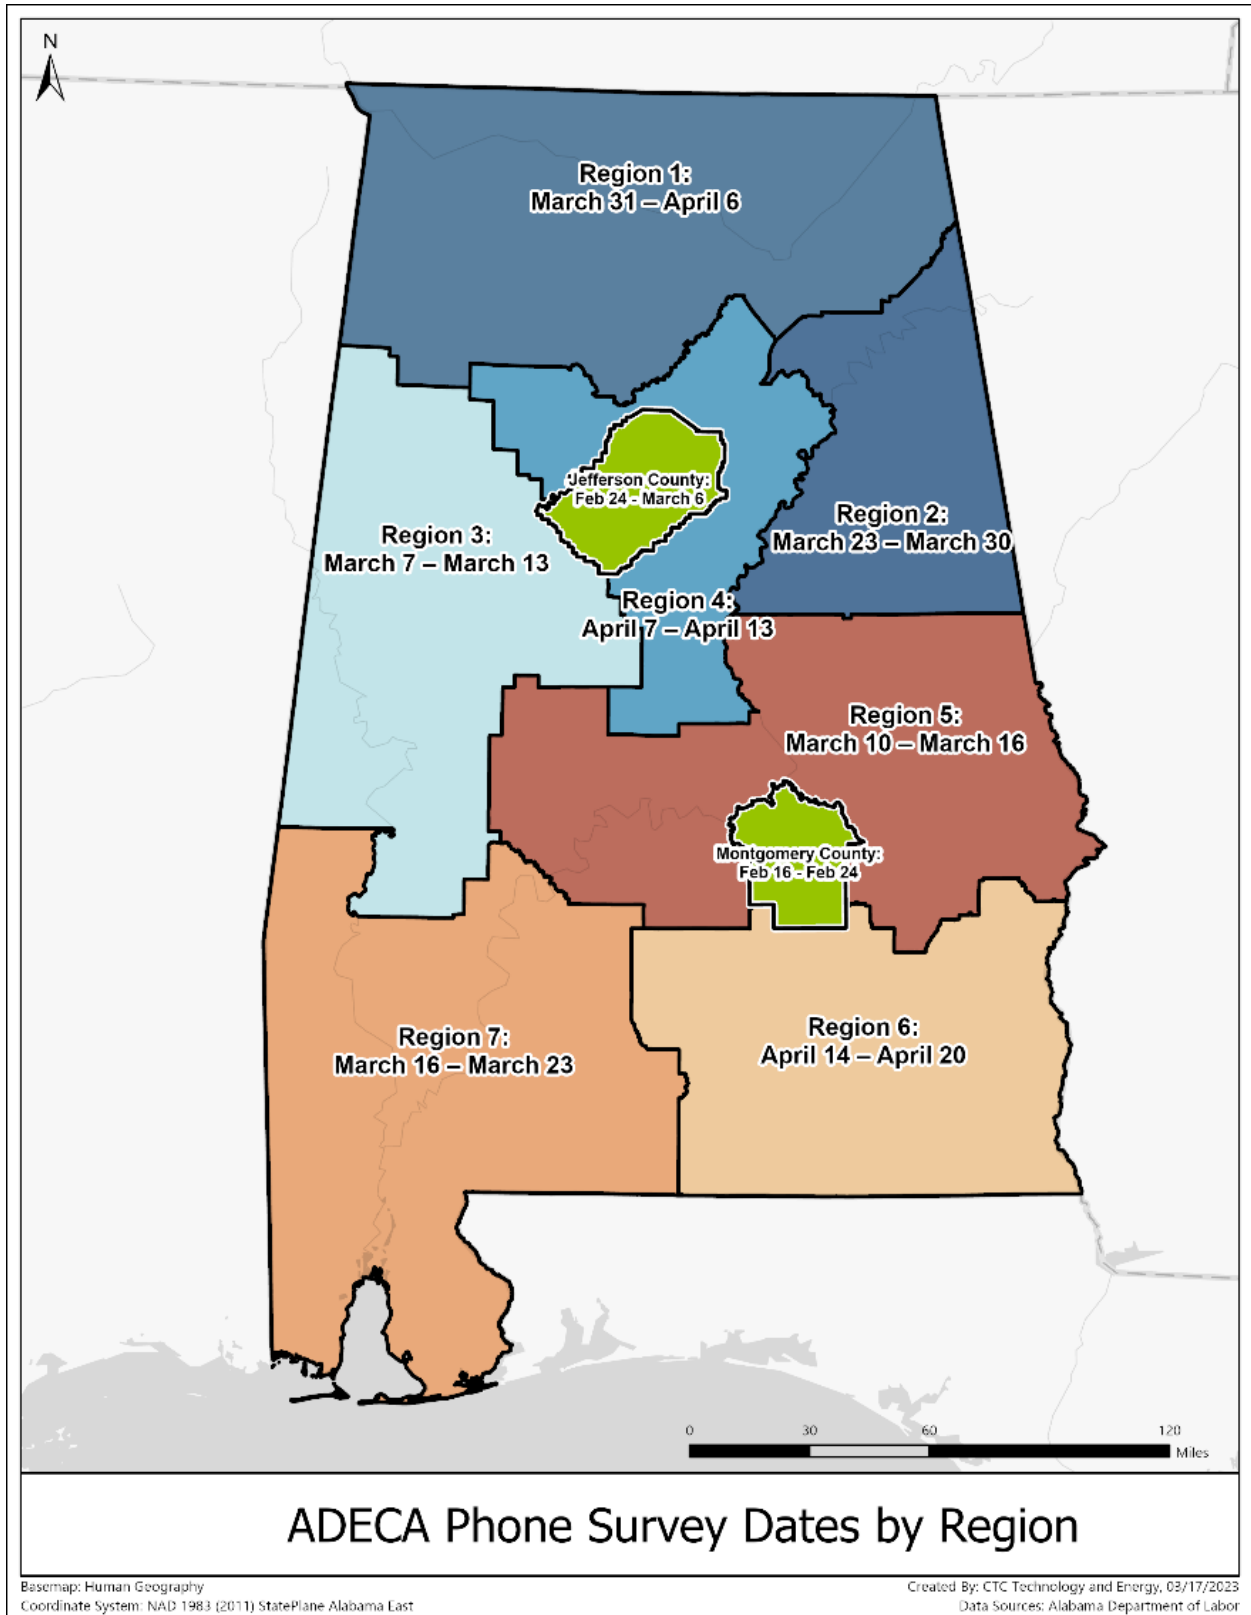 N
Region 1:
March 31 – April 6
Jefferson County:
Feb 24 - March 6
Region 2:
March 23 – March 30
Region 3:
March 7 – March 13
Region 4:
April 7 – April 13
Region 5:
March 10 – March 16
Montgomery County:
Feb 16 - Feb 24
Region 6:
April 14 – April 20
Region 7:
March 16 – March 23
0 30 60 120
Miles
ADECA Phone Survey Dates by Region
Basemap: Human Geography
Coordinate System: NAD 1983 (2011) StatePlane Alabama East
Created By: CTC Technology and Energy, 03/17/2023
Data Sources: Alabama Department of Labor